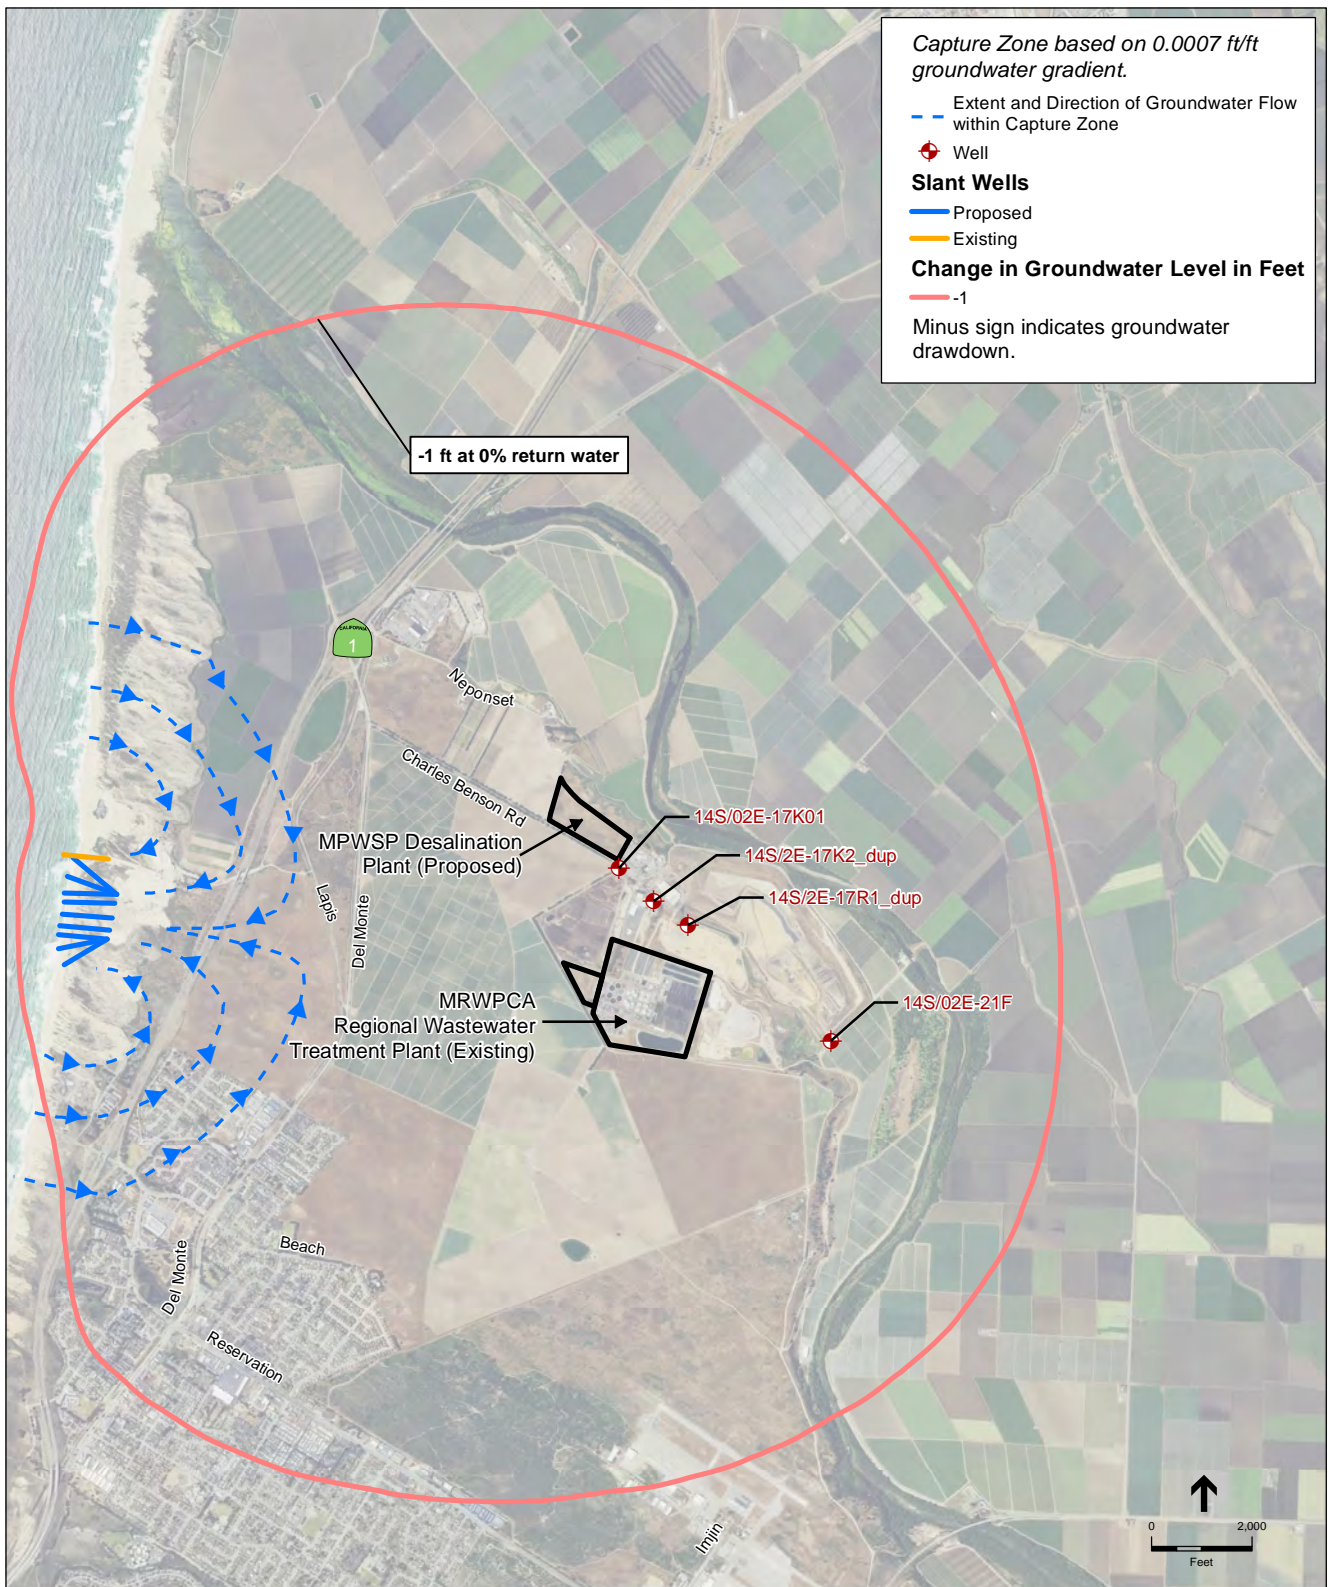 Capture Zone based on 0.0007 ft/ft
groundwater gradient.
Extent and Direction of Groundwater Flow
within Capture Zone
Well
Slant Wells
Proposed
Existing
Change in Groundwater Level in Feet
-1
Minus sign indicates groundwater
drawdown.
-1 ft at 0% return water
CALIFORNIA
1
Neponset
Charles Benson Rd
MPWSP Desalination
Plant (Proposed)
14S/02E-17K01
14S/2E-17K2_dup
14S/2E-17R1_dup
Lapis
Del Monte
MRWPCA
Regional Wastewater
Treatment Plant (Existing)
14S/02E-21F
Beach
Del Monte
Reservation
Imjin
0 2,000
Feet